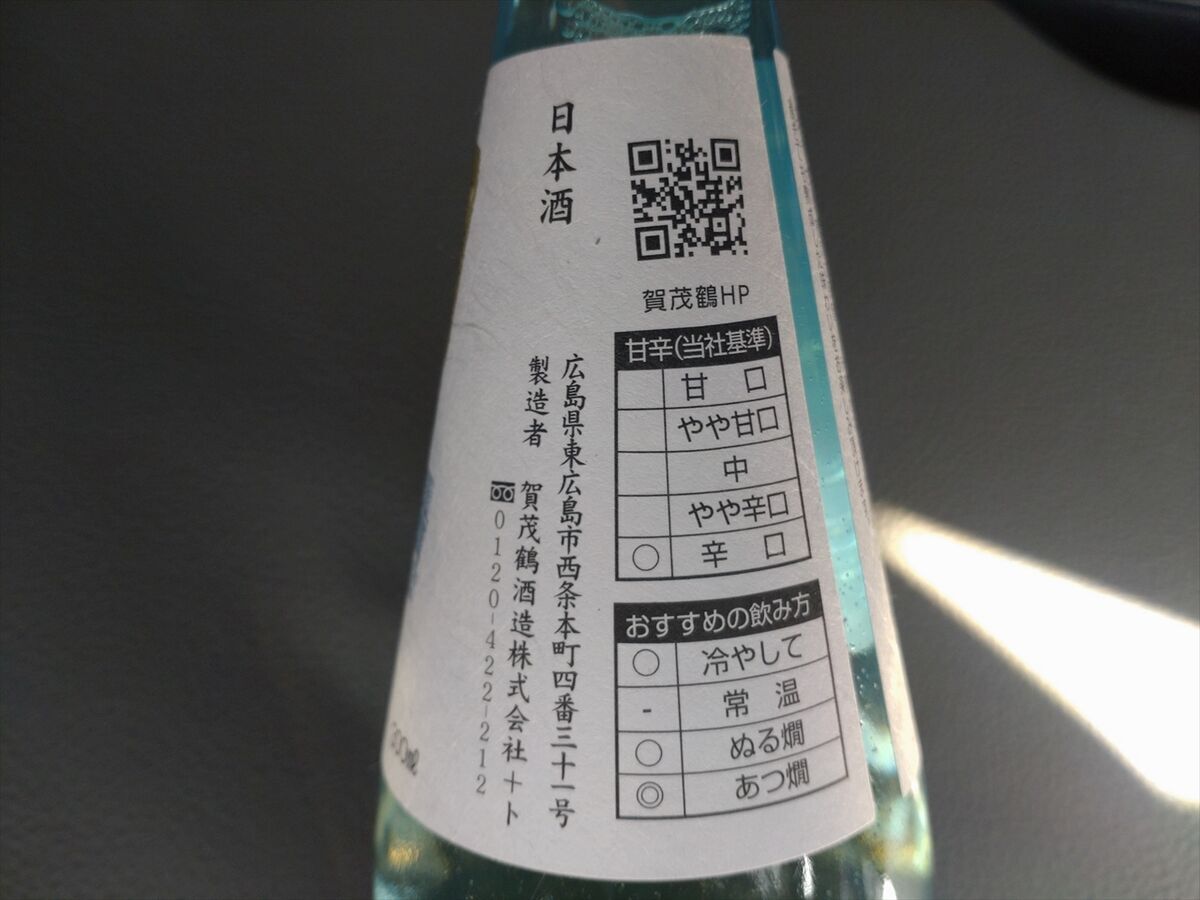 日本酒
賀茂鶴HP
甘辛(当社基準)
甘 口
やや甘口
中
やや辛口
○ 辛 口
おすすめの飲み方
○ 冷やして
- 常 温
○ ぬる燗
◎ あつ燗
広島県東広島市西条本町四番三十一号
製造者 賀茂鶴酒造株式会社+ト
0120-422-212